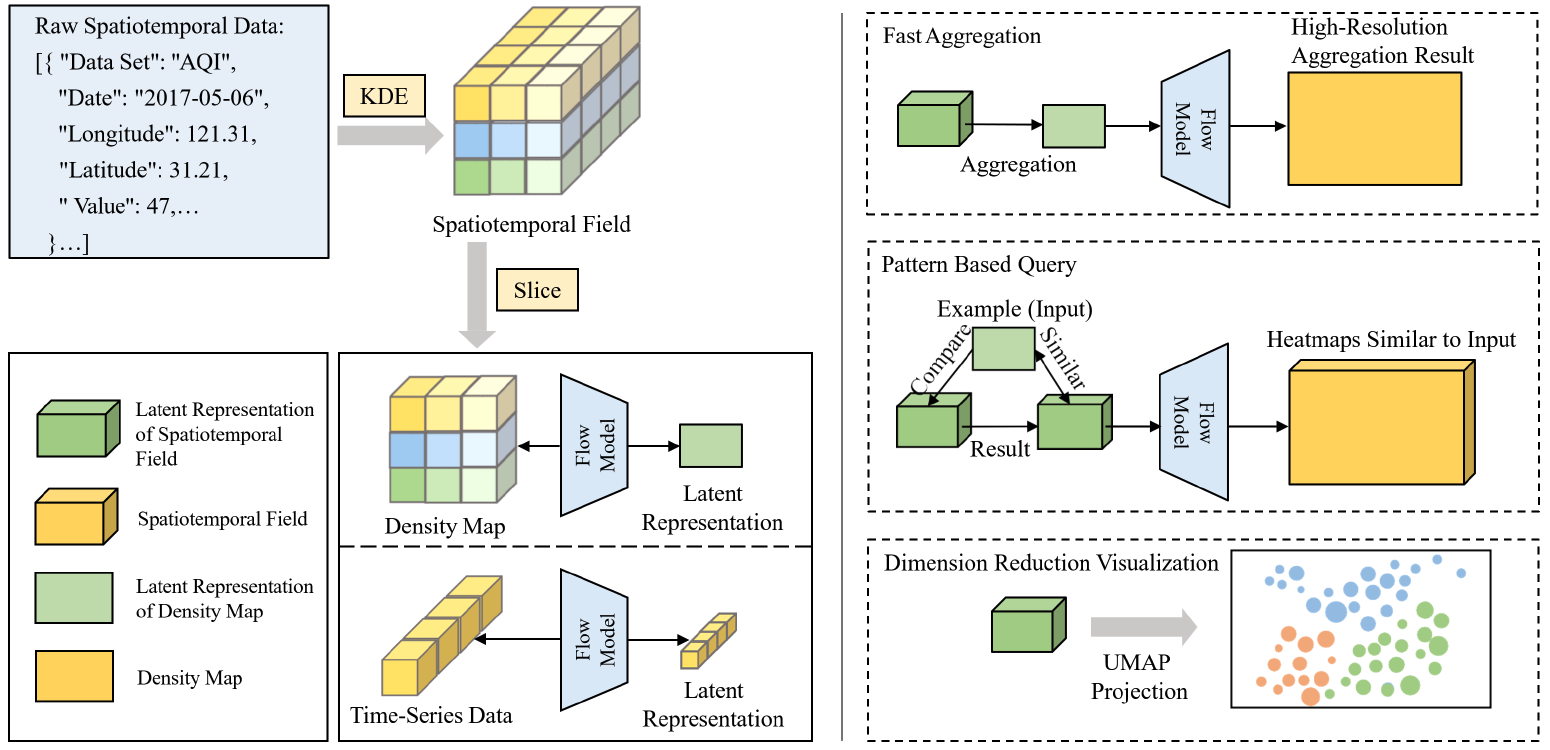 Raw Spatiotemporal Data:
[{ "Data Set": "AQI",
"Date": "2017-05-06",
"Longitude": 121.31,
"Latitude": 31.21,
" Value": 47,…
}…]
KDE
Spatiotemporal Field
Slice
Latent Representation
of Spatiotemporal
Field
Spatiotemporal Field
Latent Representation
of Density Map
Density Map
Density Map
Flow
Model
Latent
Representation
Time-Series Data
Flow
Model
Latent
Representation
Fast Aggregation
Aggregation
Flow
Model
High-Resolution
Aggregation Result
Pattern Based Query
Example (Input)
Compare
Similar
Result
Flow
Model
Heatmaps Similar to Input
Dimension Reduction Visualization
UMAP
Projection